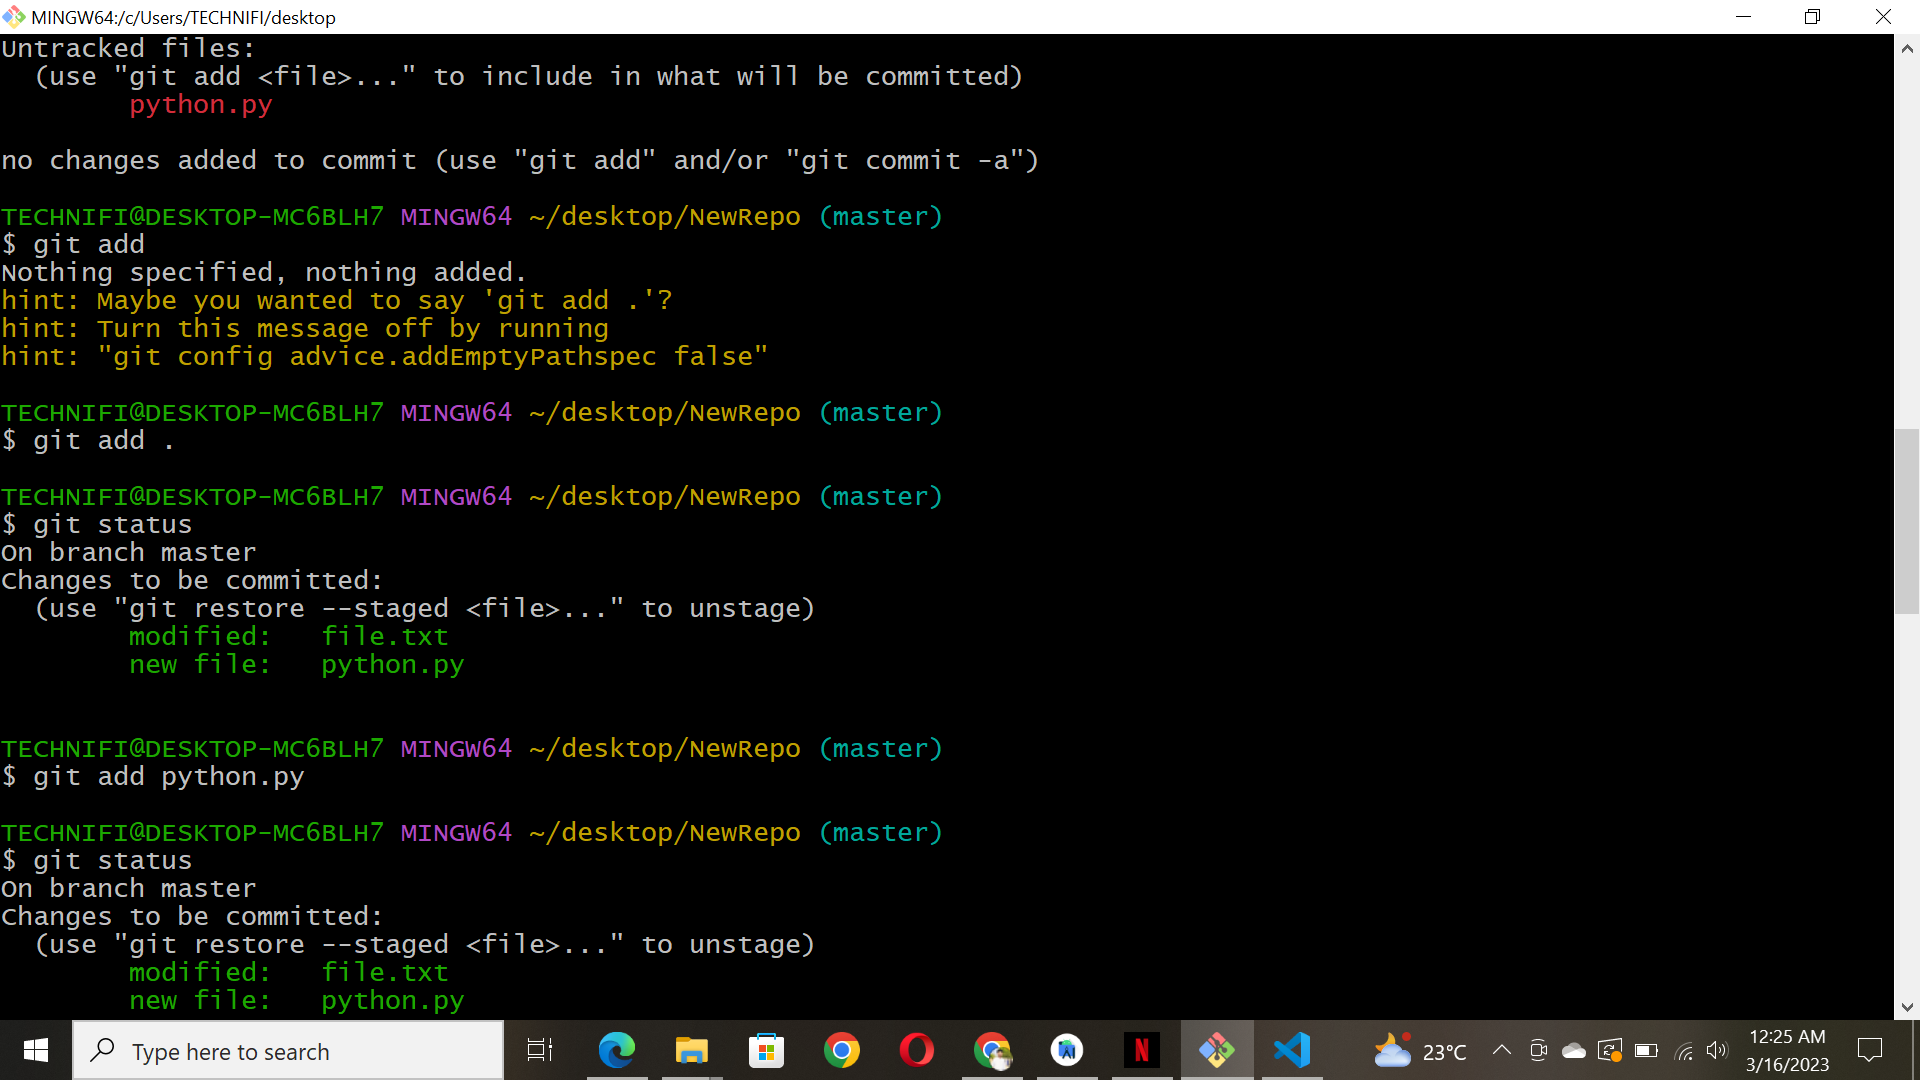 MINGW64:/c/Users/TECHNIFI/desktop
Untracked files:
  (use "git add <file>..." to include in what will be committed)
        python.py

no changes added to commit (use "git add" and/or "git commit -a")

TECHNIFI@DESKTOP-MC6BLH7 MINGW64 ~/desktop/NewRepo (master)
$ git add
Nothing specified, nothing added.
hint: Maybe you wanted to say 'git add .'?
hint: Turn this message off by running
hint: "git config advice.addEmptyPathspec false"

TECHNIFI@DESKTOP-MC6BLH7 MINGW64 ~/desktop/NewRepo (master)
$ git add .

TECHNIFI@DESKTOP-MC6BLH7 MINGW64 ~/desktop/NewRepo (master)
$ git status
On branch master
Changes to be committed:
  (use "git restore --staged <file>..." to unstage)
        modified:   file.txt
        new file:   python.py

TECHNIFI@DESKTOP-MC6BLH7 MINGW64 ~/desktop/NewRepo (master)
$ git add python.py

TECHNIFI@DESKTOP-MC6BLH7 MINGW64 ~/desktop/NewRepo (master)
$ git status
On branch master
Changes to be committed:
  (use "git restore --staged <file>..." to unstage)
        modified:   file.txt
        new file:   python.py
Type here to search
N
23°C
12:25 AM
3/16/2023